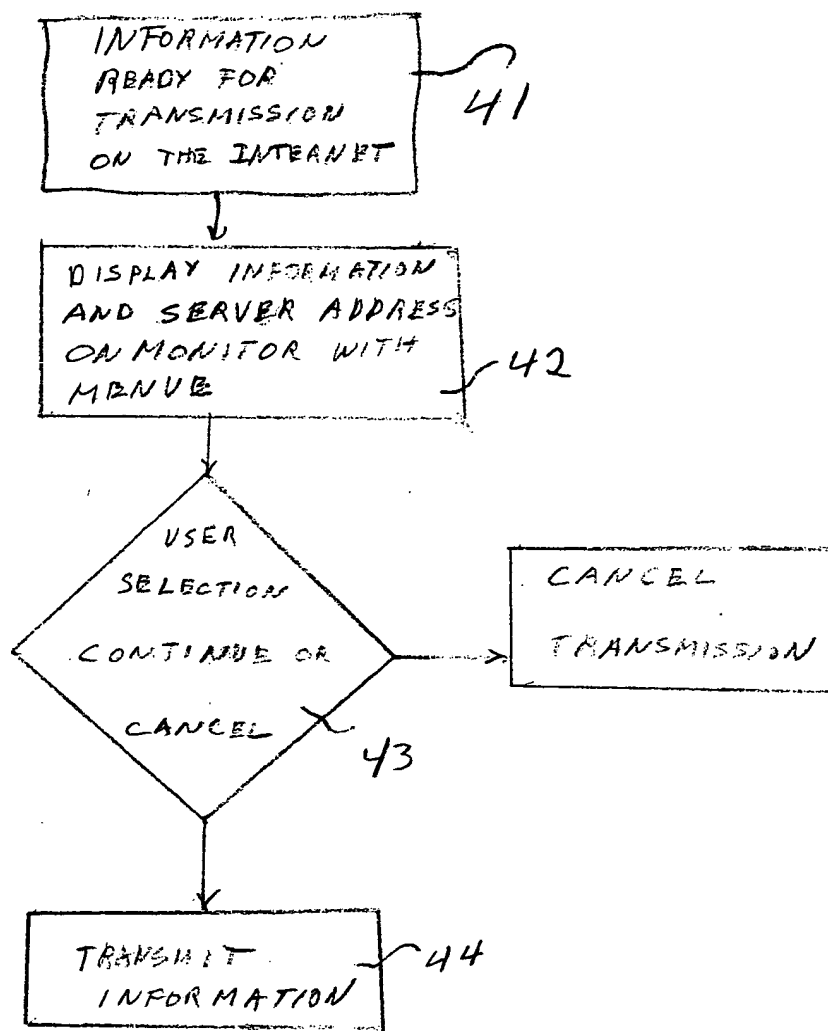 INFORMATION
READY FOR
TRANSMISSION
ON THE INTERNET
41
DISPLAY INFORMATION
AND SERVER ADDRESS
ON MONITOR WITH
MENUE
42
USER
SELECTION
CONTINUE OR
CANCEL
43
CANCEL
TRANSMISSION
TRANSMIT
INFORMATION
44